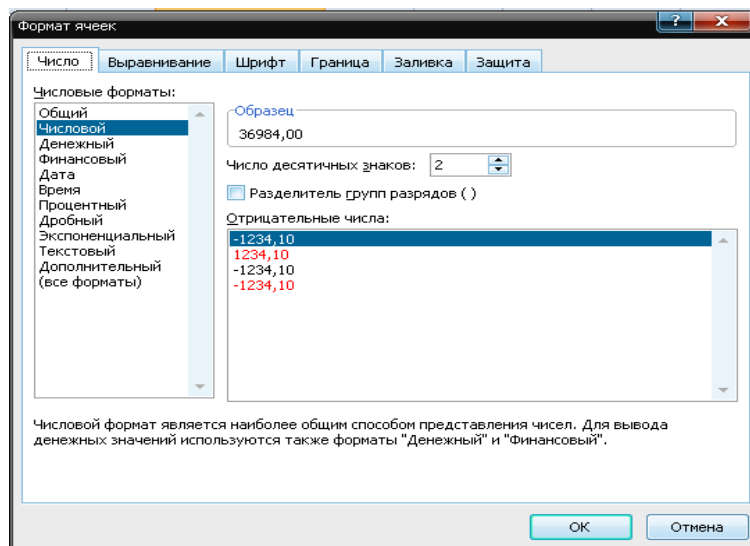 Формат ячеек
Число Выравнивание Шрифт Граница Заливка Защита
Числовые форматы:
Общий
Числовой
Денежный
Финансовый
Дата
Время
Процентный
Дробный
Экспоненциальный
Текстовый
Дополнительный
(все форматы)
Образец
36984,00
Число десятичных знаков: 2
Разделитель групп разрядов ( )
Отрицательные числа:
-1234,10
1234,10
-1234,10
-1234,10
Числовой формат является наиболее общим способом представления чисел. Для вывода
денежных значений используются также форматы "Денежный" и "Финансовый".
ОК Отмена